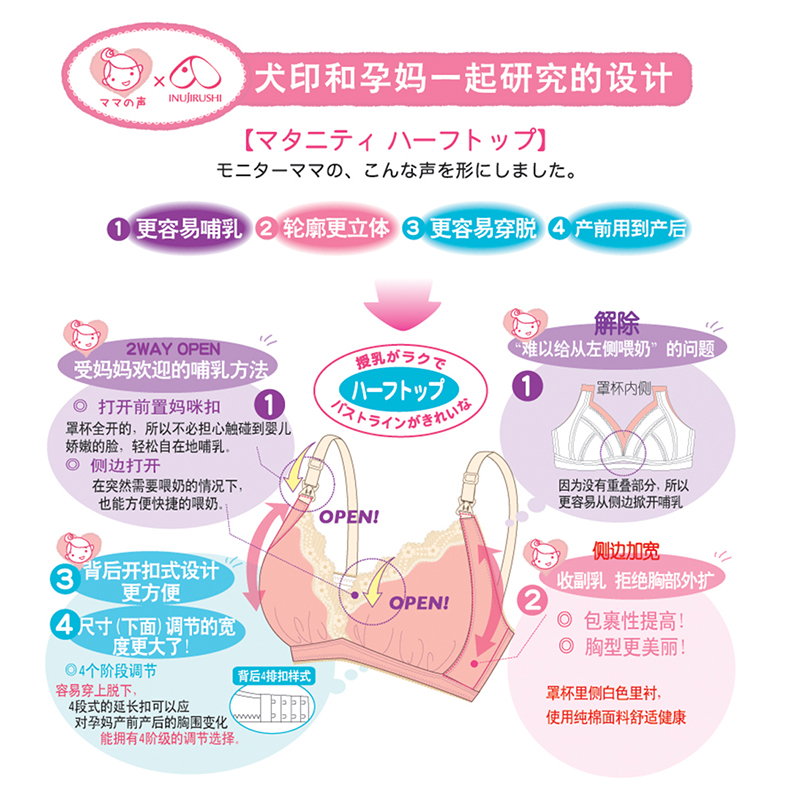 ママの声
×
INUJIRUSHI
犬印和孕妈一起研究的设计
【マタニティ ハーフトップ】
モニターママの、こんな声を形にしました。
1 更容易哺乳 2 轮廓更立体 3 更容易穿脱 4 产前用到产后
2WAY OPEN
受妈妈欢迎的哺乳方法
1
◎ 打开前置妈咪扣
罩杯全开的，所以不必担心触碰到婴儿
娇嫩的脸，轻松自在地哺乳。
◎ 侧边打开
在突然需要喂奶的情况下，
也能方便快捷的喂奶。
授乳がラクで
ハーフトップ
バストラインがきれいな
OPEN!
OPEN!
解除
“难以给从左侧喂奶”的问题
1
罩杯内侧
因为没有重叠部分，所以
更容易从侧边掀开哺乳
3 背后开扣式设计
更方便
4 尺寸（下面）调节的宽
度更大了！
◎4个阶段调节
容易穿上脱下，
4段式的延长扣可以应
对孕妈产前产后的胸围变化
能拥有4阶级的调节选择。
背后4排扣样式
侧边加宽
收副乳 拒绝胸部外扩
2
◎ 包裹性提高！
◎ 胸型更美丽！
罩杯里侧白色里衬，
使用纯棉面料舒适健康